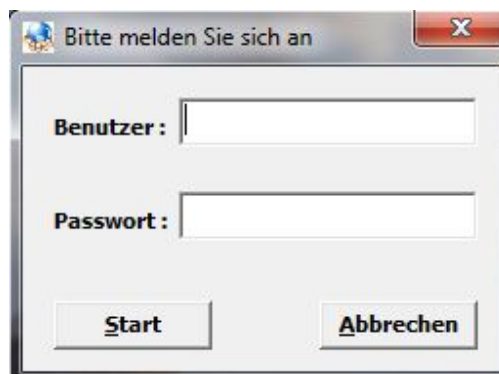 Bitte melden Sie sich an
Benutzer :
Passwort :
Start
Abbrechen